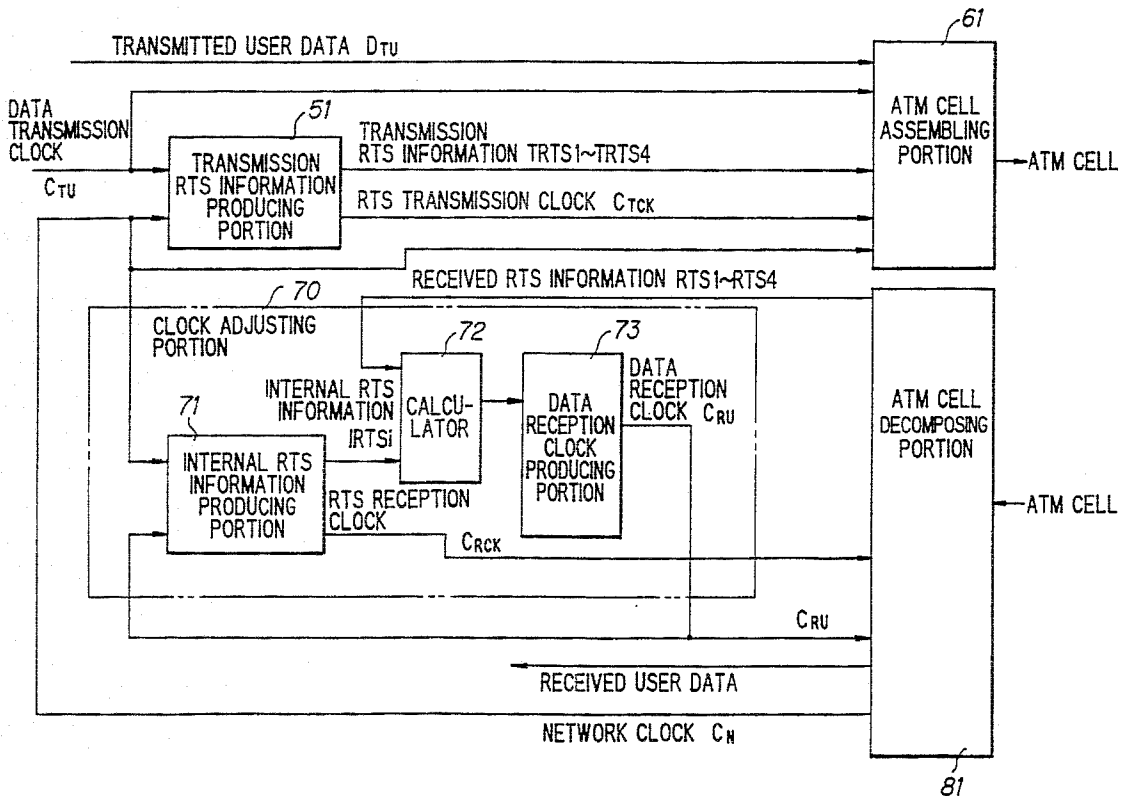 TRANSMITTED USER DATA DTU
61
DATA
TRANSMISSION
CLOCK
CTU
51
TRANSMISSION
RTS INFORMATION
PRODUCING
PORTION
TRANSMISSION
RTS INFORMATION TRTS1~TRTS4
RTS TRANSMISSION CLOCK CTCK
ATM CELL
ASSEMBLING
PORTION
ATM CELL
RECEIVED RTS INFORMATION RTS1~RTS4
70
CLOCK ADJUSTING
PORTION
72
CALCU-
LATOR
73
DATA
RECEPTION
CLOCK
PRODUCING
PORTION
DATA
RECEPTION
CLOCK CRU
INTERNAL RTS
INFORMATION
IRTSi
71
INTERNAL RTS
INFORMATION
PRODUCING
PORTION
RTS RECEPTION
CLOCK
CRCK
ATM CELL
DECOMPOSING
PORTION
ATM CELL
CRU
RECEIVED USER DATA
NETWORK CLOCK CN
81